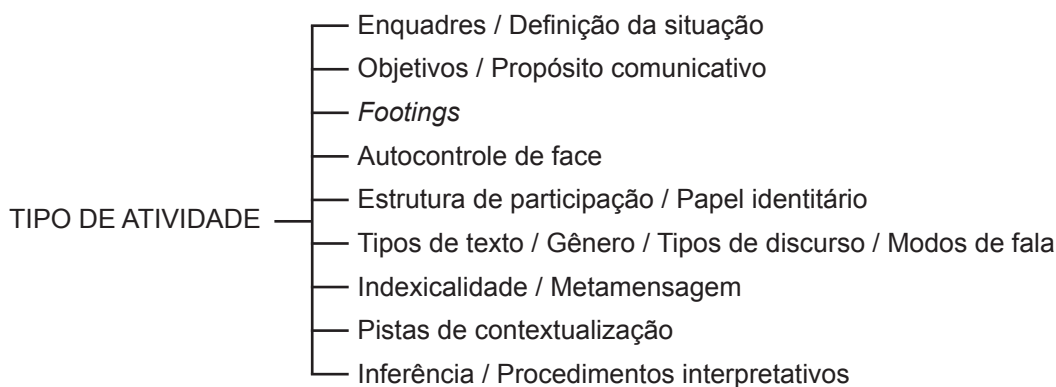 Enquadres / Definição da situação
Objetivos / Propósito comunicativo
Footings
Autocontrole de face
Estrutura de participação / Papel identitário
TIPO DE ATIVIDADE
Tipos de texto / Gênero / Tipos de discurso / Modos de fala
Indexicalidade / Metamensagem
Pistas de contextualização
Inferência / Procedimentos interpretativos